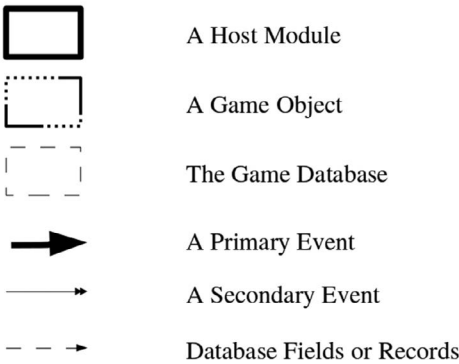 A Host Module
A Game Object
The Game Database
A Primary Event
A Secondary Event
Database Fields or Records